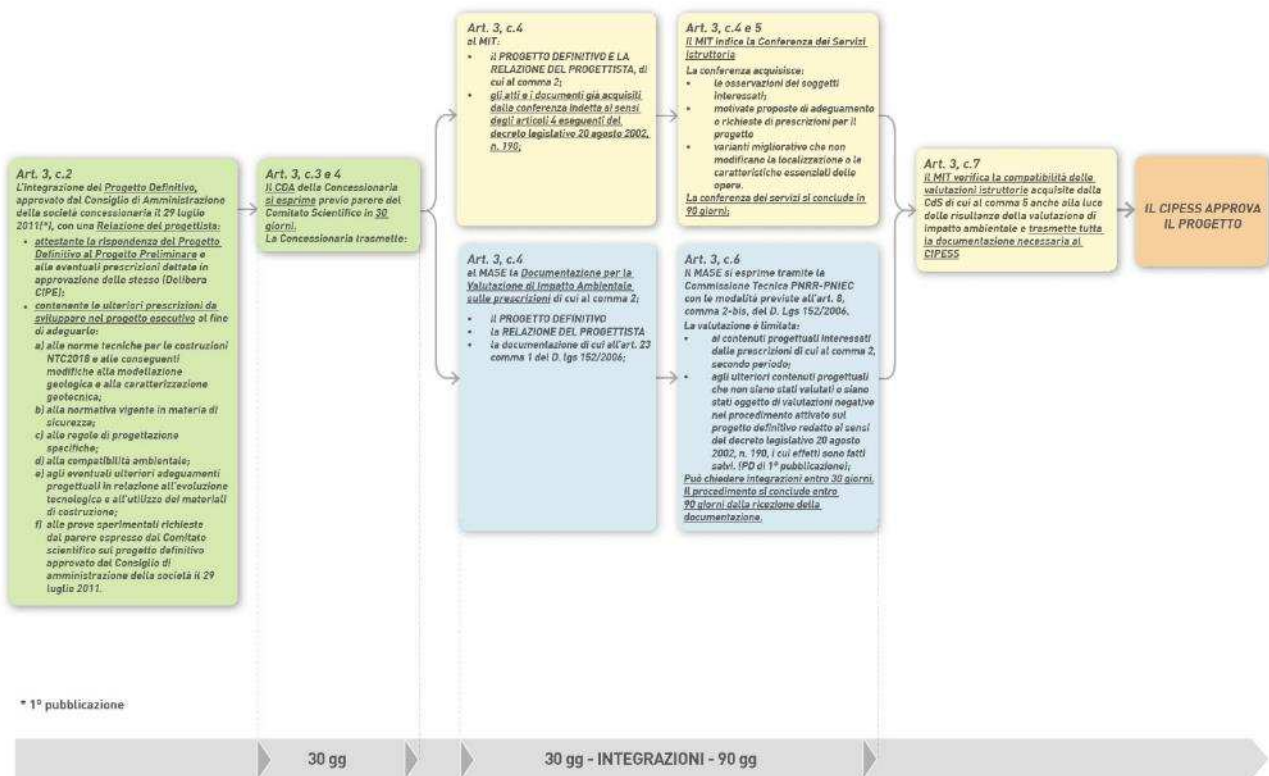 Art. 3, c.2
L'integrazione del Progetto Definitivo,
approvato dal Consiglio di Amministrazione
della società concessionaria il 29 luglio
2011(*), con una Relazione del progettista:
• attestante la rispondenza del Progetto
Definitivo al Progetto Preliminare e
alle eventuali prescrizioni dettate in
approvazione dello stesso (Delibera
CIPE);
• contenente le ulteriori prescrizioni da
sviluppare nel progetto esecutivo al fine
di adeguarlo:
a) alle norme tecniche per le costruzioni
NTC2018 e alle conseguenti
modifiche alla modellazione
geologica e alla caratterizzazione
geotecnica;
b) alla normativa vigente in materia di
sicurezza;
c) alle regole di progettazione
specifiche;
d) alla compatibilità ambientale;
e) agli eventuali ulteriori adeguamenti
progettuali in relazione all'evoluzione
tecnologica e all'utilizzo dei materiali
di costruzione;
f) alle prove sperimentali richieste
dal parere espresso dal Comitato
scientifico sul progetto definitivo
approvato dal Consiglio di
amministrazione della società il 29
luglio 2011.
Art. 3, c.3 e 4
Il CDA della Concessionaria
si esprime previo parere del
Comitato Scientifico in 30
giorni.
La Concessionaria trasmette:
Art. 3, c.4
al MIT:
• il PROGETTO DEFINITIVO E LA
RELAZIONE DEL PROGETTISTA, di
cui al comma 2;
• gli atti e i documenti già acquisiti
dalla conferenza indetta ai sensi
degli articoli 4 eseguenti del
decreto legislativo 20 agosto 2002,
n. 190;
Art. 3, c.4 e 5
Il MIT indice la Conferenza dei Servizi
istruttoria
La conferenza acquisisce:
• le osservazioni dei soggetti
interessati;
• motivate proposte di adeguamento
o richieste di prescrizioni per il
progetto
• varianti migliorative che non
modificano la localizzazione o le
caratteristiche essenziali delle
opere.
La conferenza dei servizi si conclude in
90 giorni;
Art. 3, c.4
al MASE la Documentazione per la
Valutazione di Impatto Ambientale
sulle prescrizioni di cui al comma 2;
• il PROGETTO DEFINITIVO
• la RELAZIONE DEL PROGETTISTA
• la documentazione di cui all'art. 23
comma 1 del D. lgs 152/2006;
Art. 3, c.6
Il MASE si esprime tramite la
Commissione Tecnica PNRR-PNIEC
con le modalità previste all'art. 8,
comma 2-bis, del D. Lgs 152/2006.
La valutazione è limitata:
• ai contenuti progettuali interessati
dalle prescrizioni di cui al comma 2,
secondo periodo;
• agli ulteriori contenuti progettuali
che non siano stati valutati o siano
stati oggetto di valutazioni negative
nel procedimento attivato sul
progetto definitivo redatto ai sensi
del decreto legislativo 20 agosto
2002, n. 190, i cui effetti sono fatti
salvi. (PD di 1° pubblicazione);
Può chiedere integrazioni entro 30 giorni.
Il procedimento si conclude entro
90 giorni dalla ricezione della
documentazione.
Art. 3, c.7
Il MIT verifica la compatibilità delle
valutazioni istruttorie acquisite dalla
CdS di cui al comma 5 anche alla luce
delle risultanze della valutazione di
impatto ambientale e trasmette tutta
la documentazione necessaria al
CIPESS
IL CIPESS APPROVA
IL PROGETTO
* 1° pubblicazione
30 gg
30 gg - INTEGRAZIONI - 90 gg